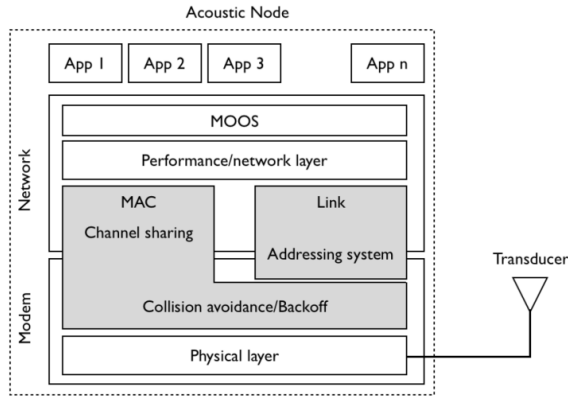 Acoustic Node
App 1 App 2 App 3 App n
Network
MOOS
Performance/network layer
MAC
Channel sharing
Link
Addressing system
Transducer
Modem
Collision avoidance/Backoff
Physical layer